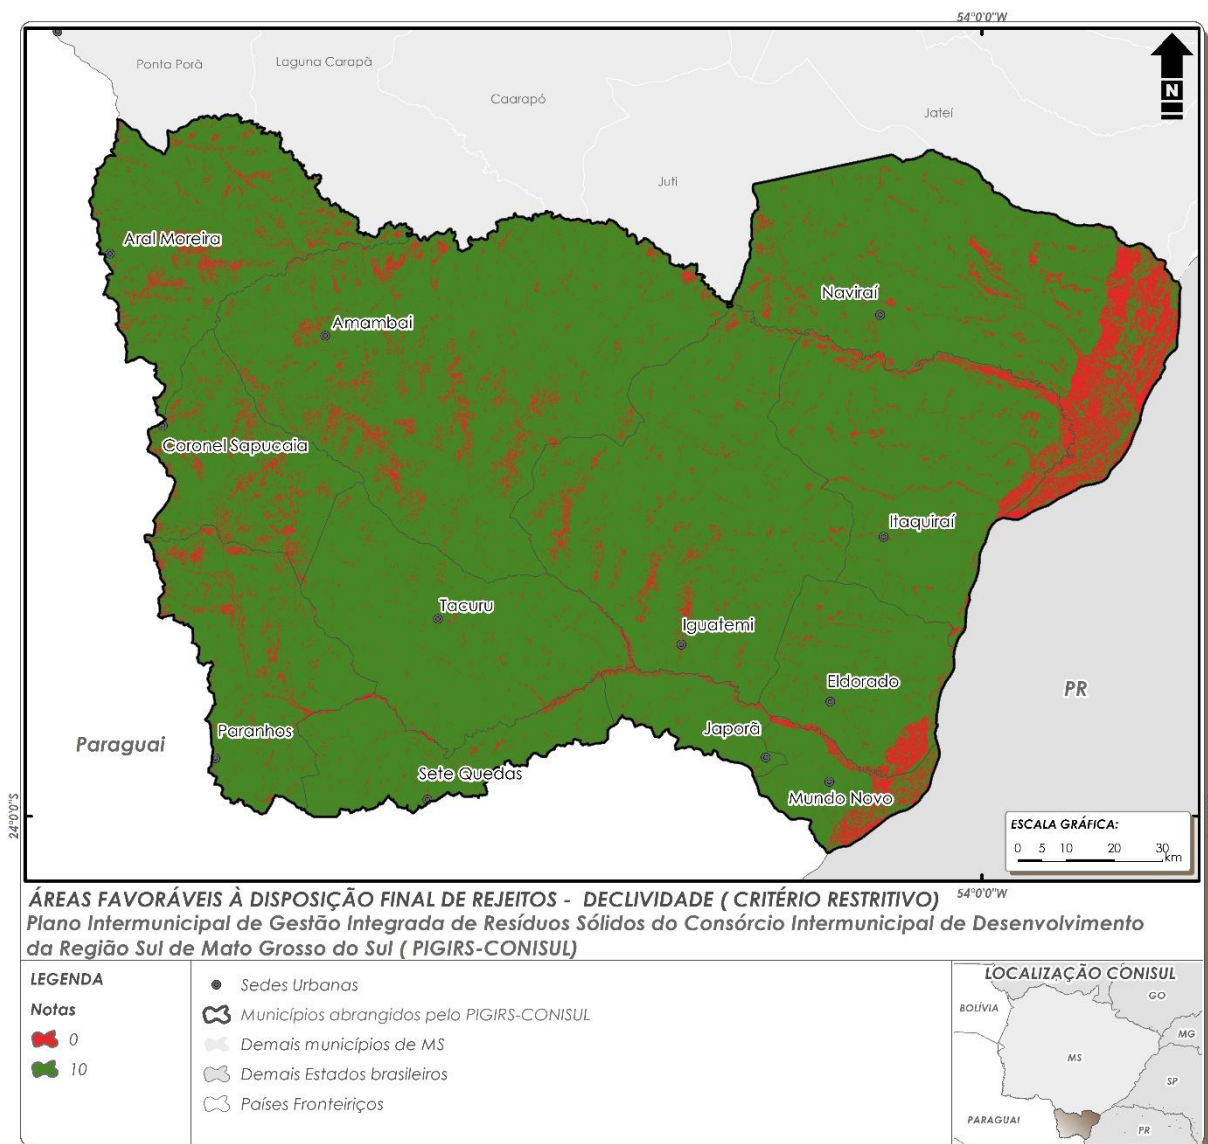 54°0'0"W
Ponta Porã
Laguna Carapã
Caarapó
Jateí
Juti
N
Aral Moreira
Naviraí
Amambai
Coronel Sapucaia
Itaquiraí
Tacuru
Iguatemi
Eldorado
PR
Paraguai
Paranhos
Japorã
Sete Quedas
Mundo Novo
24°0'0"S
ESCALA GRÁFICA:
0 5 10 20 30
km
54°0'0"W
ÁREAS FAVORÁVEIS À DISPOSIÇÃO FINAL DE REJEITOS - DECLIVIDADE ( CRITÉRIO RESTRITIVO)
Plano Intermunicipal de Gestão Integrada de Resíduos Sólidos do Consórcio Intermunicipal de Desenvolvimento
da Região Sul de Mato Grosso do Sul ( PIGIRS-CONISUL)
LEGENDA
Notas
0
10
Sedes Urbanas
Municípios abrangidos pelo PIGIRS-CONISUL
Demais municípios de MS
Demais Estados brasileiros
Países Fronteiriços
LOCALIZAÇÃO CONISUL
BOLÍVIA
GO
MG
MS
SP
PARAGUAI
PR